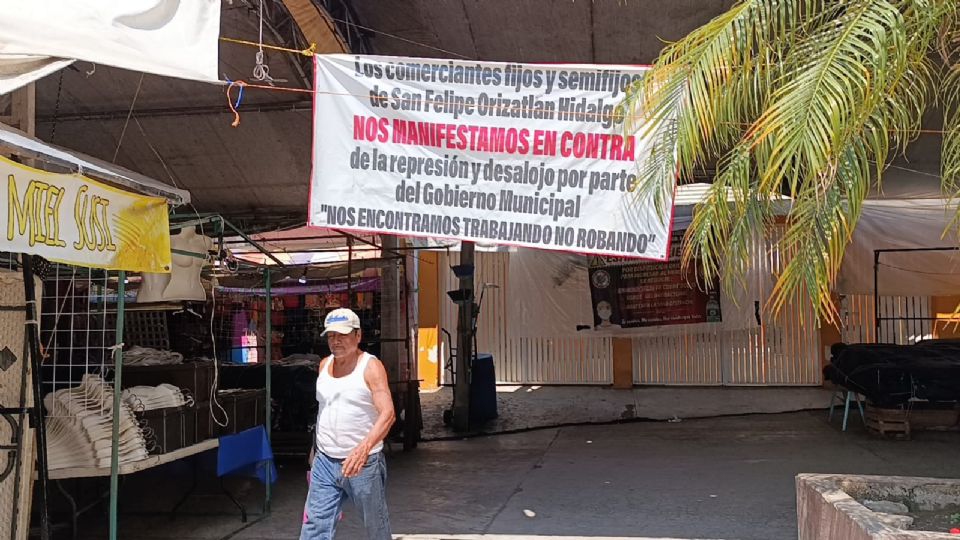 Los comerciantes fijos y semifijos
de San Felipe Orizatlán Hidalgo
NOS MANIFESTAMOS EN CONTRA
de la represión y desalojo por parte
del Gobierno Municipal
"NOS ENCONTRAMOS TRABAJANDO NO ROBANDO"
MIEL SUSI